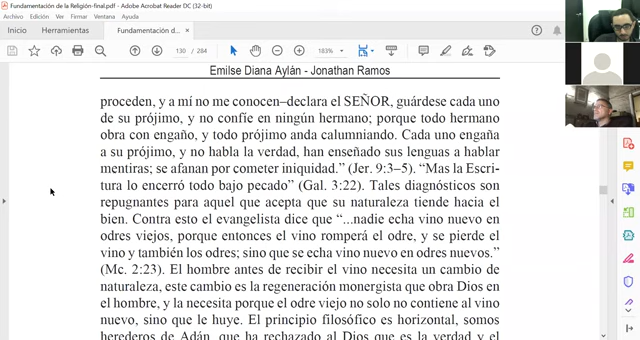 Fundamentación de la Religión-final.pdf - Adobe Acrobat Reader DC (32-bit)
Archivo Edición Ver Firmar Ventana Ayuda
Inicio Herramientas Fundamentación d... ×
130 / 284 183%
Emilse Diana Aylán - Jonathan Ramos
proceden, y a mí no me conocen–declara el SEÑOR, guárdese cada uno
de su prójimo, y no confíe en ningún hermano; porque todo hermano
obra con engaño, y todo prójimo anda calumniando. Cada uno engaña
a su prójimo, y no habla la verdad, han enseñado sus lenguas a hablar
mentiras; se afanan por cometer iniquidad.” (Jer. 9:3–5). “Mas la Escri-
tura lo encerró todo bajo pecado” (Gal. 3:22). Tales diagnósticos son
repugnantes para aquel que acepta que su naturaleza tiende hacia el
bien. Contra esto el evangelista dice que “...nadie echa vino nuevo en
odres viejos, porque entonces el vino romperá el odre, y se pierde el
vino y también los odres; sino que se echa vino nuevo en odres nuevos.”
(Mc. 2:23). El hombre antes de recibir el vino necesita un cambio de
naturaleza, este cambio es la regeneración monergista que obra Dios en
el hombre, y la necesita porque el odre viejo no solo no contiene al vino
nuevo, sino que le huye. El principio filosófico es horizontal, somos
herederos de Adán, que ha rechazado al Dios que es la verdad y el